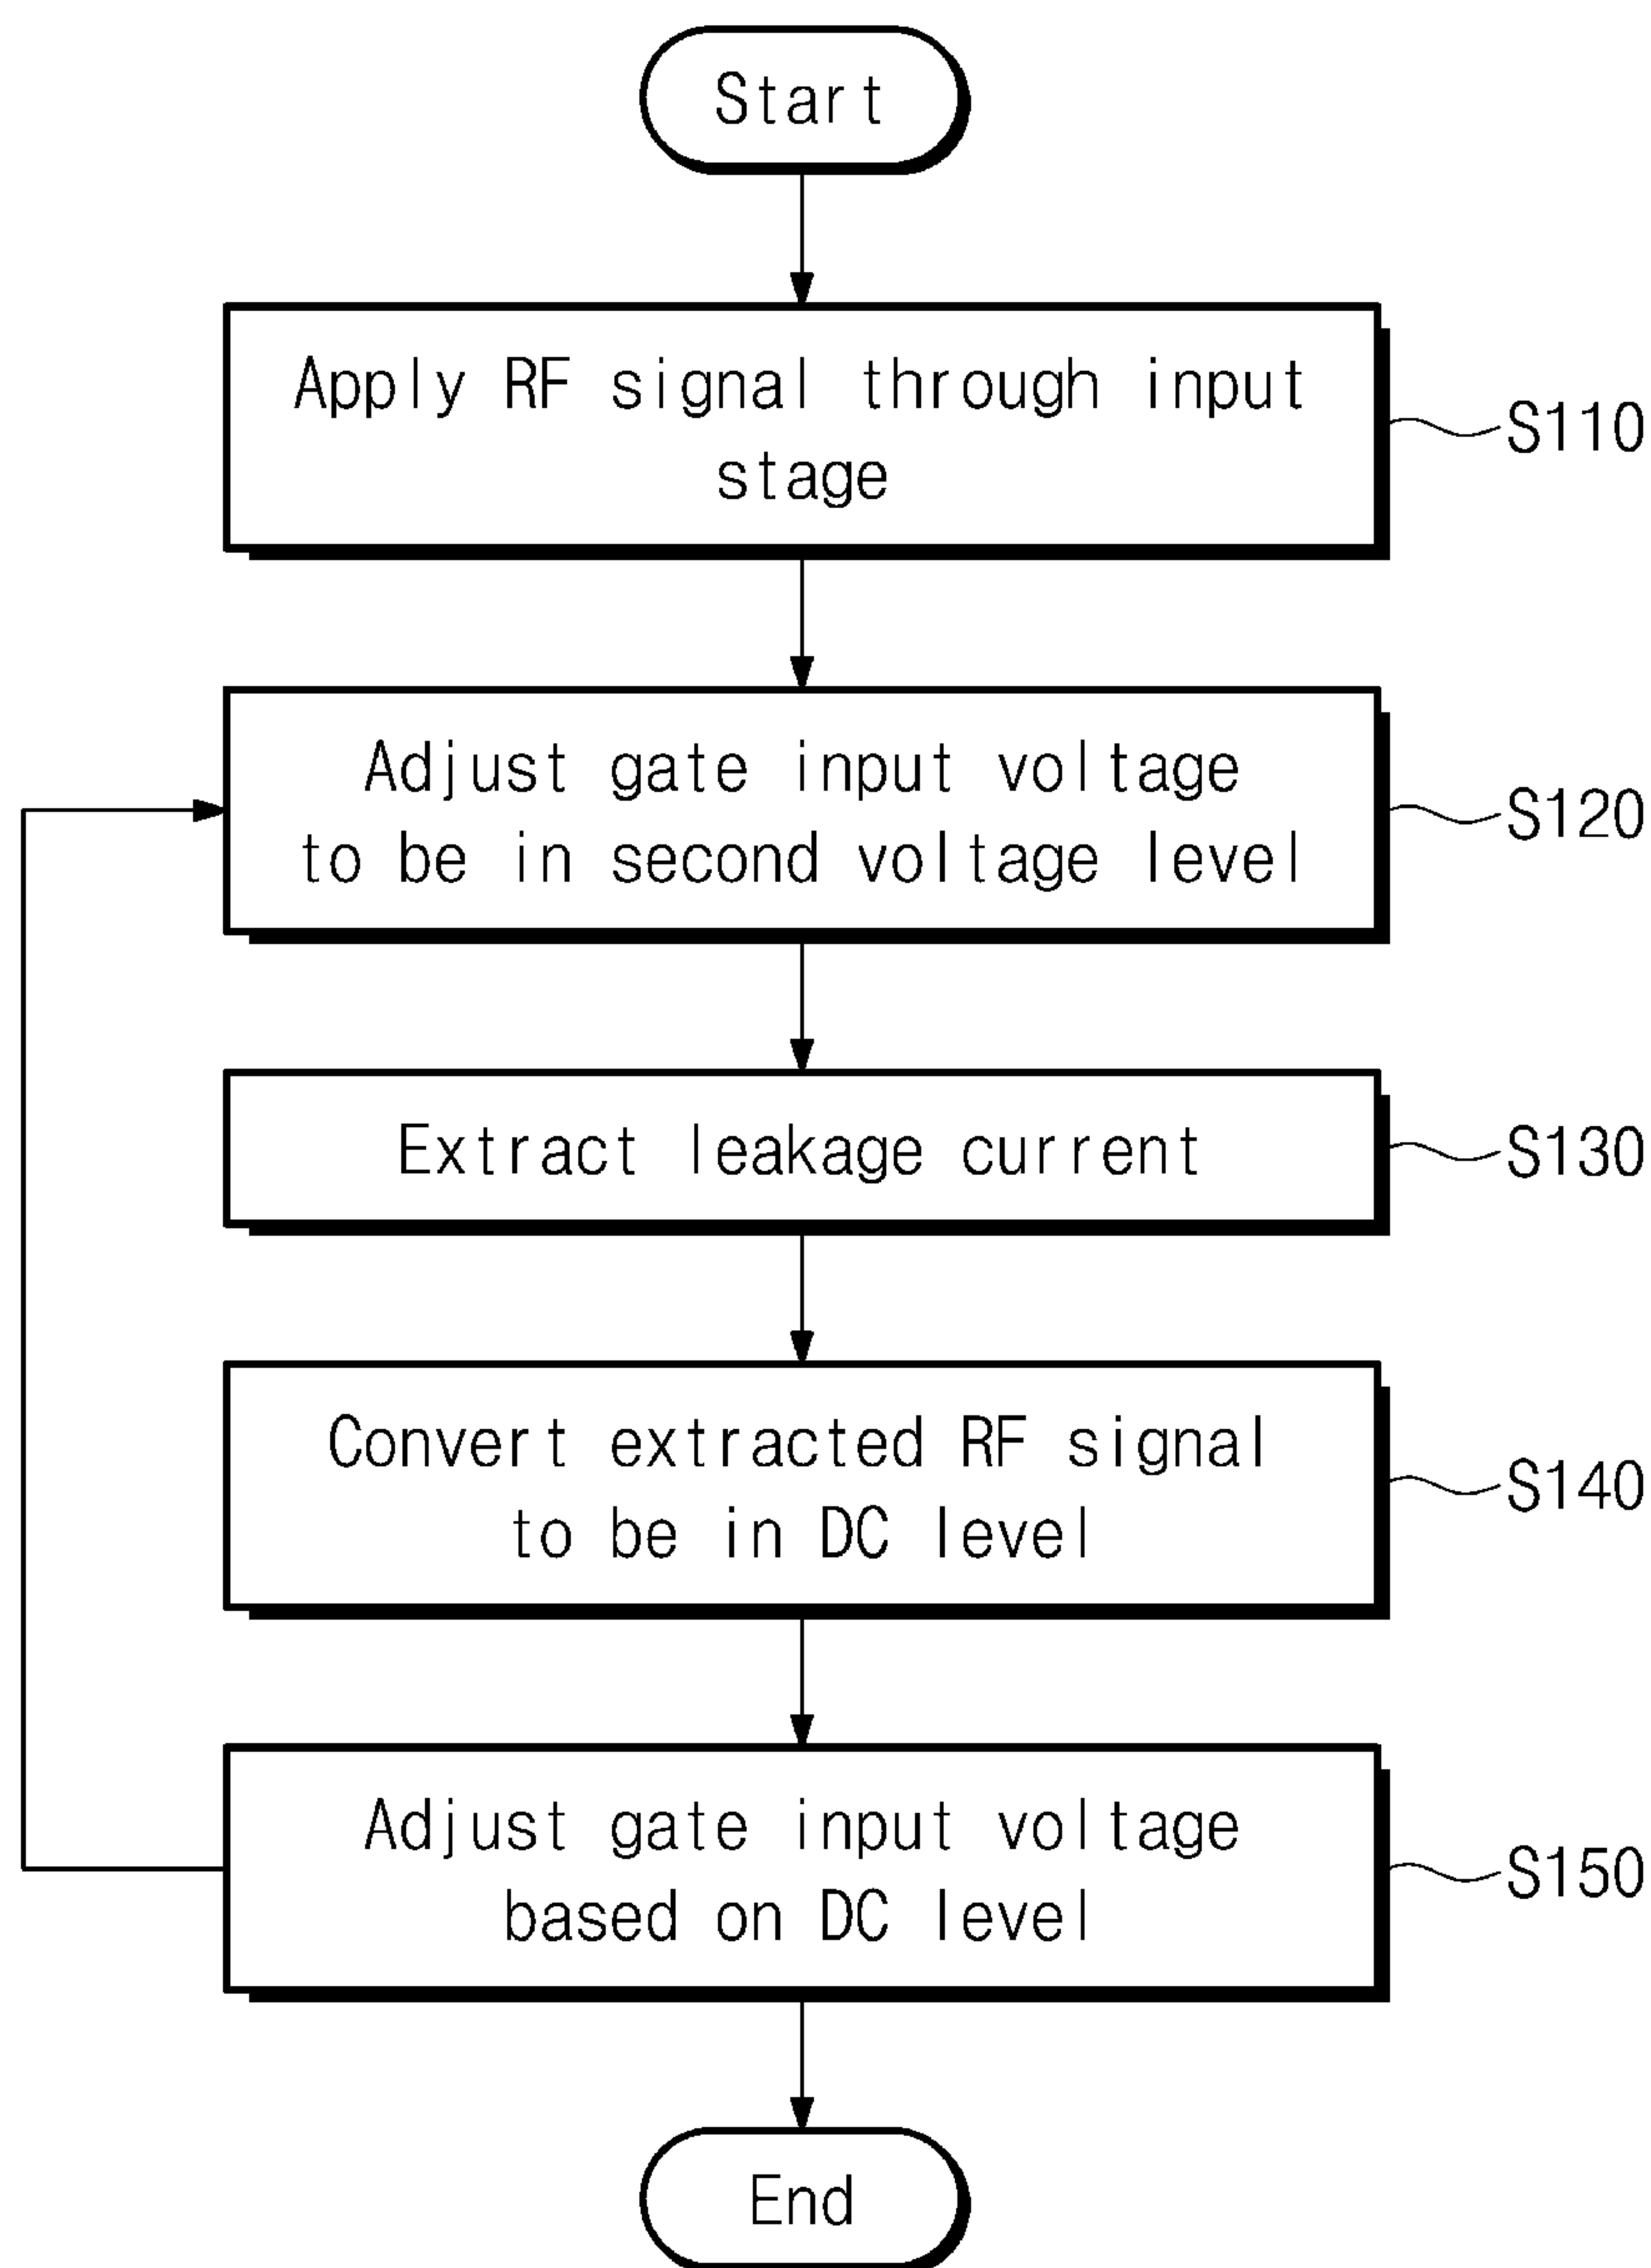 Start
Apply RF signal through input
stage
S110
Adjust gate input voltage
to be in second voltage level
S120
Extract leakage current
S130
Convert extracted RF signal
to be in DC level
S140
Adjust gate input voltage
based on DC level
S150
End